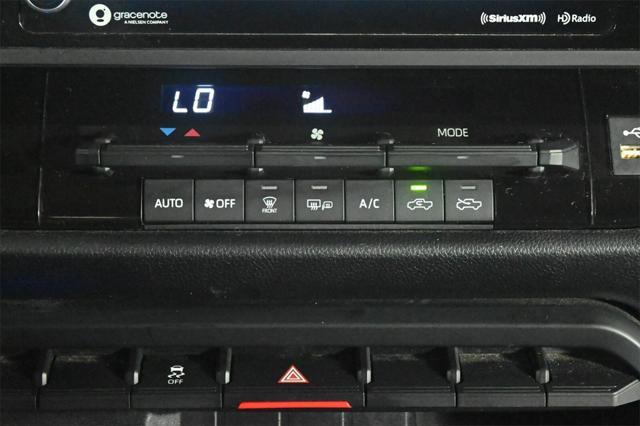 gracenote
A NIELSEN COMPANY
SiriusXM
HD Radio
LO
MODE
AUTO
OFF
FRONT
A/C
OFF